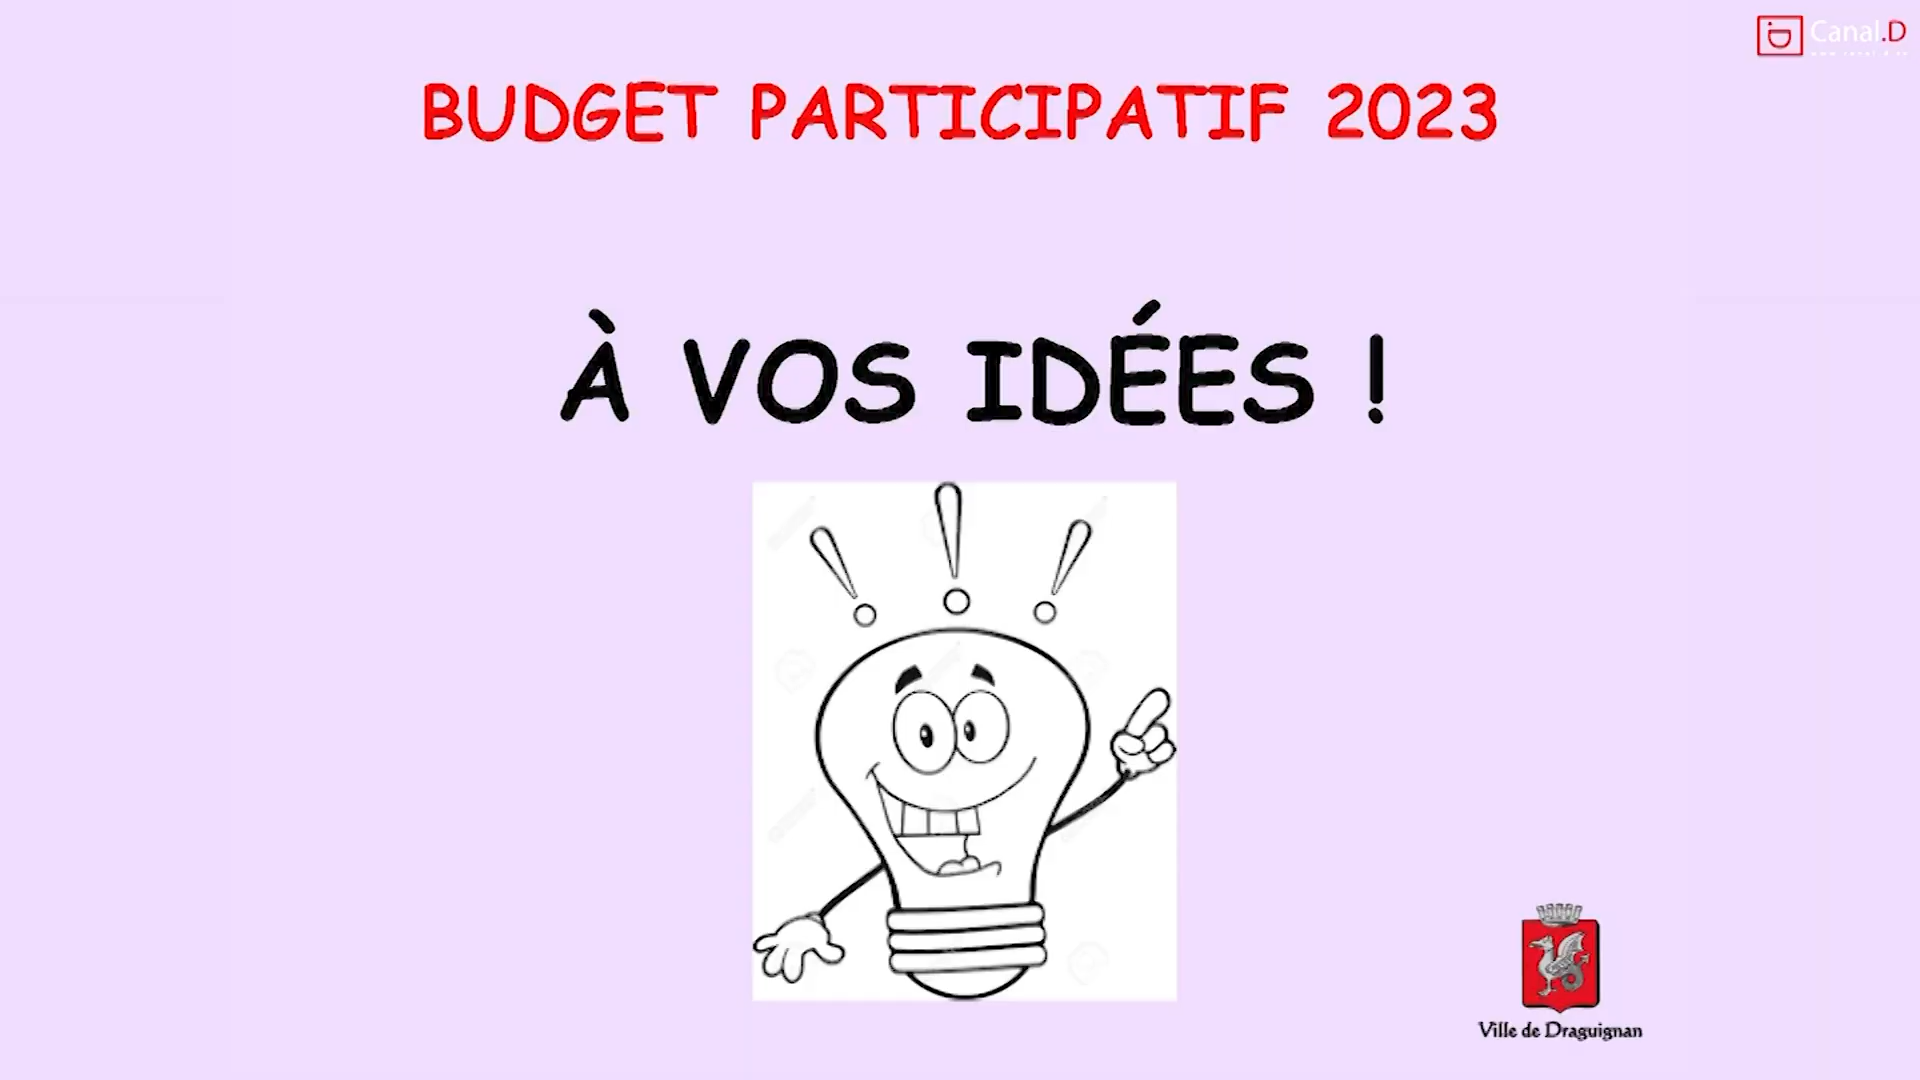 Canal.D
BUDGET PARTICIPATIF 2023
À VOS IDÉES !
Ville de Draguignan